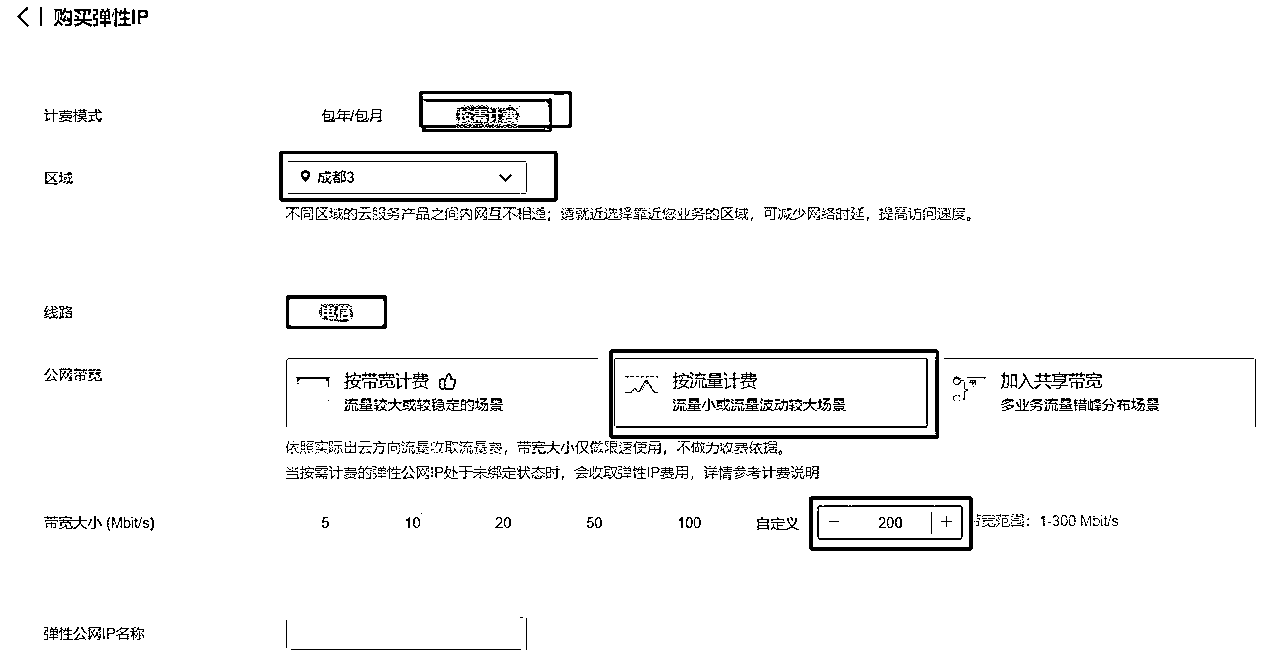 购买弹性IP
计费模式 包年/包月 按需计费
区域 成都3
不同区域的云服务产品之间内网互不相通；请就近选择靠近您业务的区域，可减少网络时延，提高访问速度。
线路 电信
公网带宽 按带宽计费 按流量计费 加入共享带宽
流量较大或较稳定的场景 流量小或流量波动较大场景 多业务流量错峰分布场景
依照实际出云方向流量收取流量费，带宽大小仅做限速使用，不做为收费依据。
当按需计费的弹性公网IP处于未绑定状态时，会收取弹性IP费用，详情参考计费说明
带宽大小 (Mbit/s) 5 10 20 50 100 自定义 − 200 + 带宽范围：1-300 Mbit/s
弹性公网IP名称